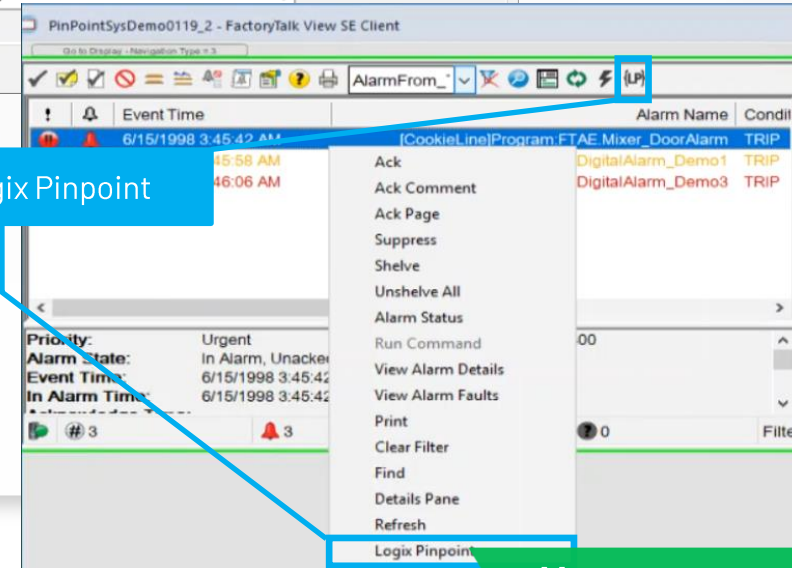 PinPointSysDemo0119_2 - FactoryTalk View SE Client
Go to Display - Navigation Type = 3
AlarmFrom_ {LP}
! Event Time Alarm Name Condit
6/15/1998 3:45:42 AM [CookieLine]Program:FTAE.Mixer_DoorAlarm TRIP
45:58 AM DigitalAlarm_Demo1 TRIP
46:06 AM DigitalAlarm_Demo3 TRIP
gix Pinpoint
Ack
Ack Comment
Ack Page
Suppress
Shelve
Unshelve All
Alarm Status
Run Command
View Alarm Details
View Alarm Faults
Print
Clear Filter
Find
Details Pane
Refresh
Logix Pinpoint
Priority: Urgent 00
Alarm State: In Alarm, Unacke
Event Time: 6/15/1998 3:45:42
In Alarm Time: 6/15/1998 3:45:42
# 3 3 0 Filte